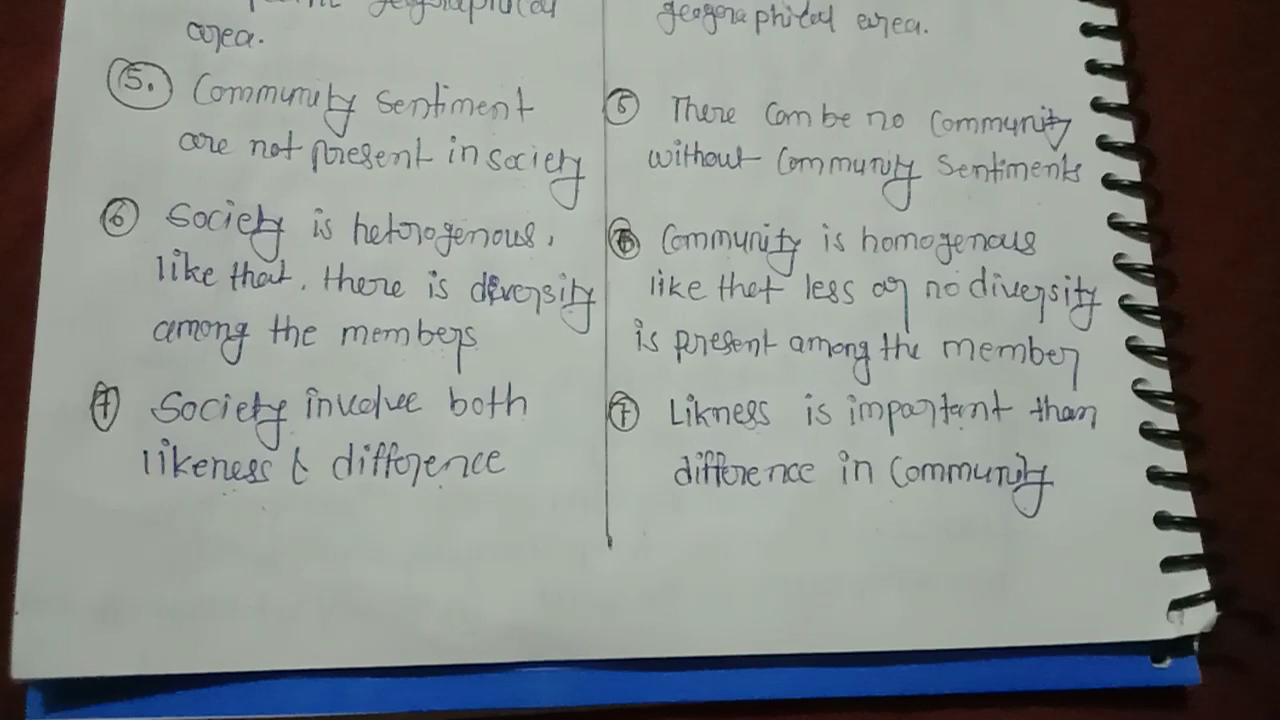 geographical
area.
5. Community sentiment
are not present in society
6 Society is heterogenous,
like that, there is diversity
among the members
7 Society involve both
likeness & difference
geographical area.
5 There can be no community
without community sentiments
6 Community is homogenous
like that less or no diversity
is present among the member
7 Likness is important than
difference in community